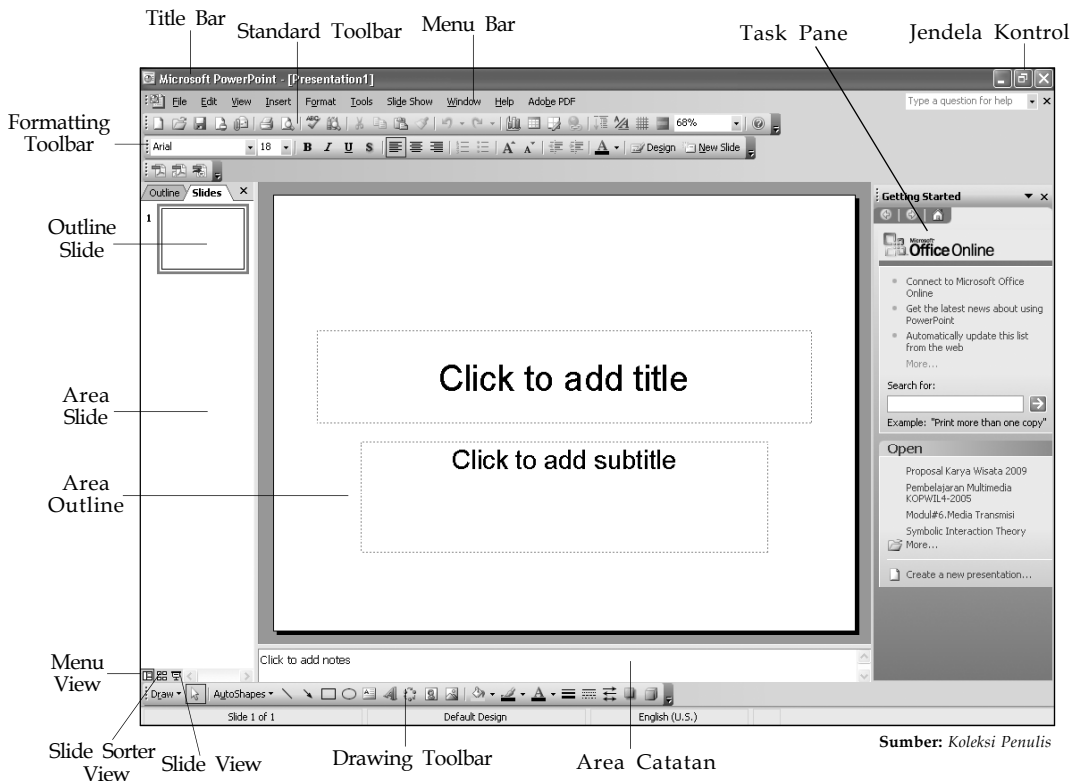 Title Bar
Standard Toolbar
Menu Bar
Task Pane
Jendela Kontrol
Microsoft PowerPoint - [Presentation1]
File Edit View Insert Format Tools Slide Show Window Help Adobe PDF
Type a question for help
68%
Formatting
Toolbar
Arial 18 B I U S A A A Design New Slide
Outline Slides
Getting Started
1
Outline
Slide
Microsoft
Office Online
Connect to Microsoft Office
Online
Get the latest news about using
PowerPoint
Automatically update this list
from the web
More...
Search for:
Example: "Print more than one copy"
Click to add title
Area
Slide
Click to add subtitle
Area
Outline
Open
Proposal Karya Wisata 2009
Pembelajaran Multimedia
KOPWIL4-2005
Modul#6.Media Transmisi
Symbolic Interaction Theory
More...
Create a new presentation...
Menu
View
Click to add notes
Draw AutoShapes A
Slide 1 of 1 Default Design English (U.S.)
Slide Sorter
View
Slide View
Drawing Toolbar
Area Catatan
Sumber: Koleksi Penulis